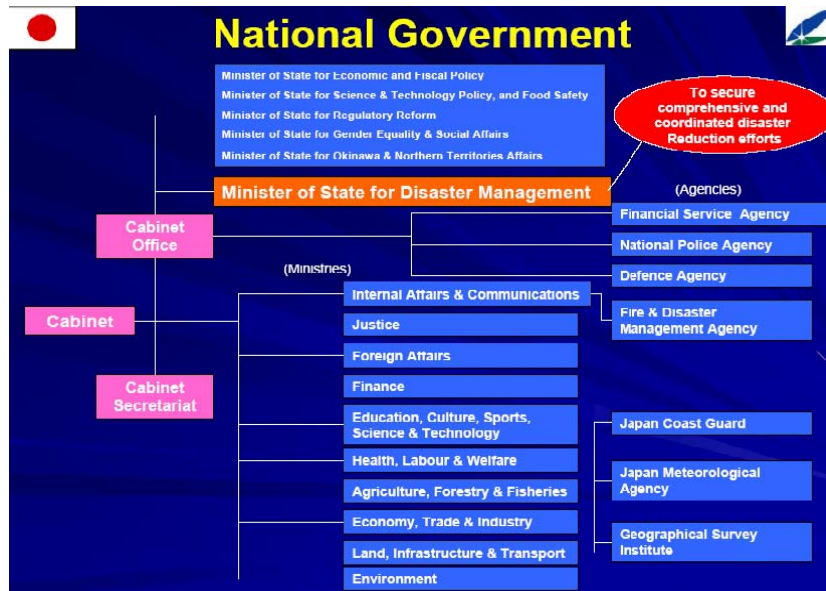 National Government
Minister of State for Economic and Fiscal Policy
Minister of State for Science & Technology Policy, and Food Safety
Minister of State for Regulatory Reform
Minister of State for Gender Equality & Social Affairs
Minister of State for Okinawa & Northern Territories Affairs
To secure
comprehensive and
coordinated disaster
Reduction efforts
Minister of State for Disaster Management
(Agencies)
Financial Service Agency
Cabinet
Office
National Police Agency
Defence Agency
(Ministries)
Internal Affairs & Communications
Fire & Disaster
Management Agency
Cabinet
Justice
Foreign Affairs
Finance
Cabinet
Secretariat
Education, Culture, Sports,
Science & Technology
Japan Coast Guard
Health, Labour & Welfare
Japan Meteorological
Agency
Agriculture, Forestry & Fisheries
Economy, Trade & Industry
Geographical Survey
Institute
Land, Infrastructure & Transport
Environment